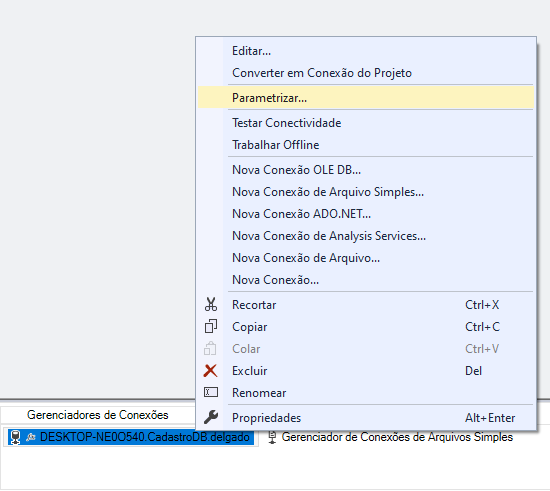 Editar...
Converter em Conexão do Projeto
Parametrizar...
Testar Conectividade
Trabalhar Offline
Nova Conexão OLE DB...
Nova Conexão de Arquivo Simples...
Nova Conexão ADO.NET...
Nova Conexão de Analysis Services...
Nova Conexão de Arquivo...
Nova Conexão...
Recortar Ctrl+X
Copiar Ctrl+C
Colar Ctrl+V
Excluir Del
Renomear
Propriedades Alt+Enter
Gerenciadores de Conexões
DESKTOP-NE0O540.CadastroDB.delgado Gerenciador de Conexões de Arquivos Simples